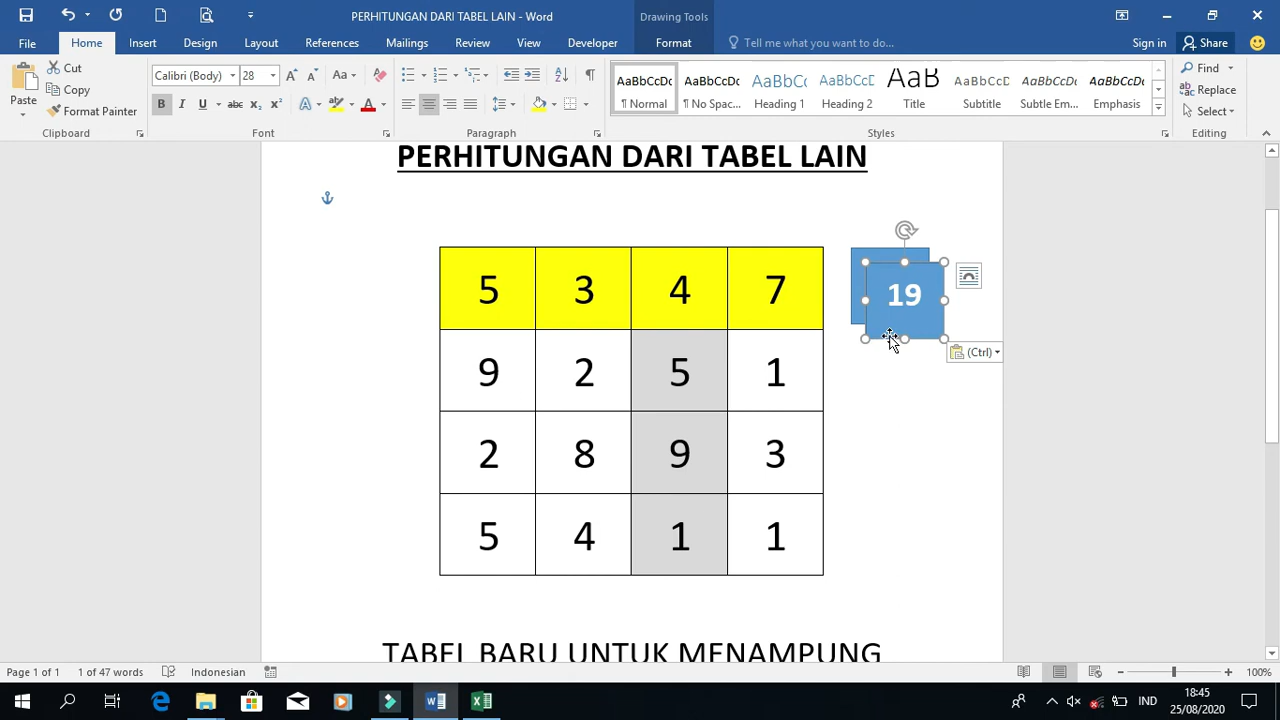 PERHITUNGAN DARI TABEL LAIN - Word
Drawing Tools
File Home Insert Design Layout References Mailings Review View Developer Format Tell me what you want to do... Sign in Share
Paste
Cut
Copy
Format Painter
Clipboard
Calibri (Body) 28
Font
Paragraph
AaBbCcDc AaBbCcDc AaBbCc AaBbCcC AaB AaBbCcD AaBbCcDc AaBbCcDc
¶ Normal ¶ No Spac... Heading 1 Heading 2 Title Subtitle Subtle Em... Emphasis
Styles
Find
Replace
Select
Editing
PERHITUNGAN DARI TABEL LAIN
5 3 4 7
19
(Ctrl)
9 2 5 1
2 8 9 3
5 4 1 1
TABEL BARU UNTUK MENAMPUNG
Page 1 of 1 1 of 47 words Indonesian 100%
IND 18:45
25/08/2020